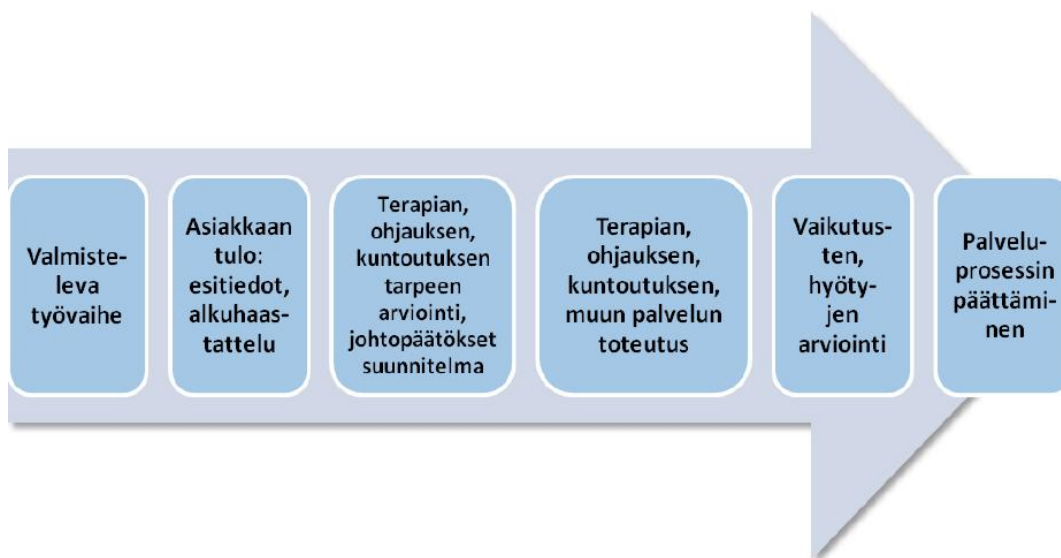 Valmiste-
leva
työvaihe
Asiakkaan
tulo:
esitiedot,
alkuhaas-
tattelu
Terapian,
ohjauksen,
kuntoutuksen
tarpeen
arviointi,
johtopäätökset
suunnitelma
Terapian,
ohjauksen,
kuntoutuksen,
muun palvelun
toteutus
Vaikutus-
ten,
hyöty-
jen
arviointi
Palvelu-
prosessin
päättämi-
nen